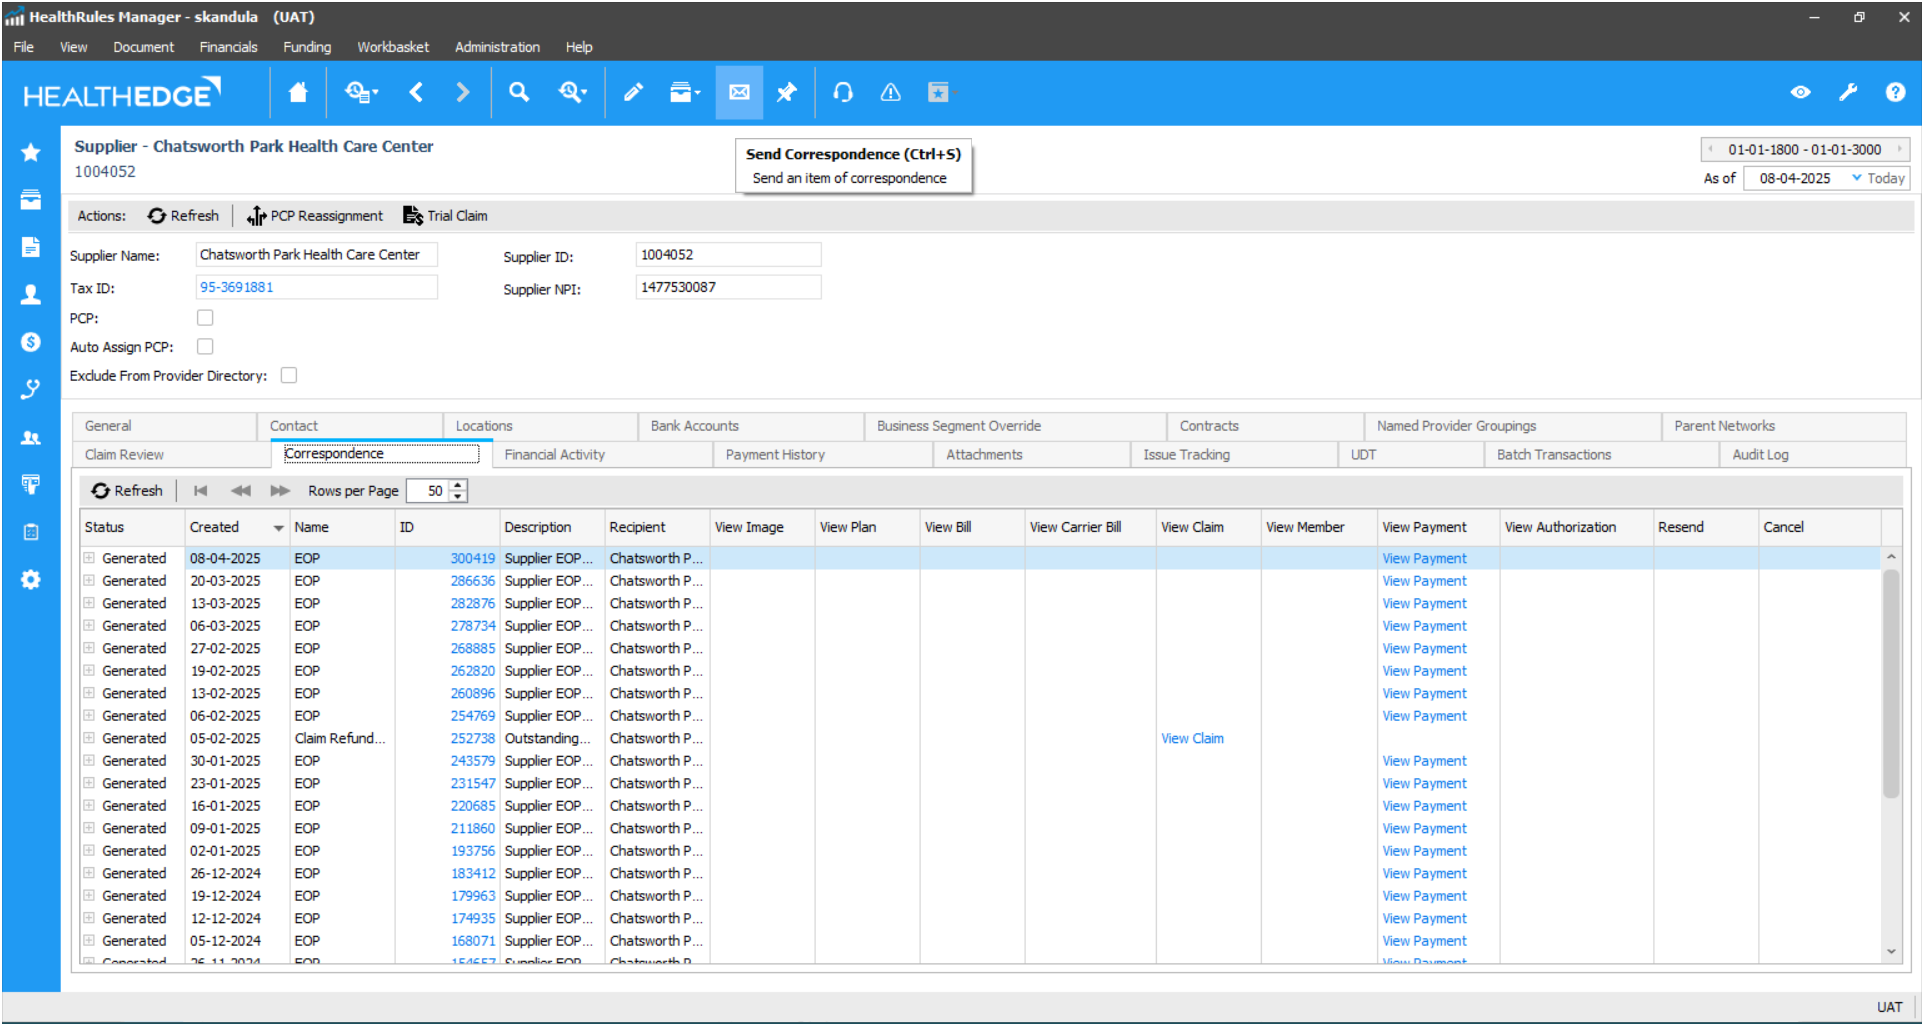 HealthRules Manager - skandula (UAT)
File View Document Financials Funding Workbasket Administration Help
HEALTHEDGE
Supplier - Chatsworth Park Health Care Center
1004052
Send Correspondence (Ctrl+S)
Send an item of correspondence
01-01-1800 - 01-01-3000
As of 08-04-2025 Today
Actions: Refresh PCP Reassignment Trial Claim
Supplier Name: Chatsworth Park Health Care Center Supplier ID: 1004052
Tax ID: 95-3691881 Supplier NPI: 1477530087
PCP:
Auto Assign PCP:
Exclude From Provider Directory:
General Contact Locations Bank Accounts Business Segment Override Contracts Named Provider Groupings Parent Networks
Claim Review Correspondence Financial Activity Payment History Attachments Issue Tracking UDT Batch Transactions Audit Log
Refresh Rows per Page 50
Status Created Name ID Description Recipient View Image View Plan View Bill View Carrier Bill View Claim View Member View Payment View Authorization Resend Cancel
Generated 08-04-2025 EOP 300419 Supplier EOP... Chatsworth P... View Payment
Generated 20-03-2025 EOP 286636 Supplier EOP... Chatsworth P... View Payment
Generated 13-03-2025 EOP 282876 Supplier EOP... Chatsworth P... View Payment
Generated 06-03-2025 EOP 278734 Supplier EOP... Chatsworth P... View Payment
Generated 27-02-2025 EOP 268885 Supplier EOP... Chatsworth P... View Payment
Generated 19-02-2025 EOP 262820 Supplier EOP... Chatsworth P... View Payment
Generated 13-02-2025 EOP 260896 Supplier EOP... Chatsworth P... View Payment
Generated 06-02-2025 EOP 254769 Supplier EOP... Chatsworth P... View Payment
Generated 05-02-2025 Claim Refund... 252738 Outstanding... Chatsworth P... View Claim
Generated 30-01-2025 EOP 243579 Supplier EOP... Chatsworth P... View Payment
Generated 23-01-2025 EOP 231547 Supplier EOP... Chatsworth P... View Payment
Generated 16-01-2025 EOP 220685 Supplier EOP... Chatsworth P... View Payment
Generated 09-01-2025 EOP 211860 Supplier EOP... Chatsworth P... View Payment
Generated 02-01-2025 EOP 193756 Supplier EOP... Chatsworth P... View Payment
Generated 26-12-2024 EOP 183412 Supplier EOP... Chatsworth P... View Payment
Generated 19-12-2024 EOP 179963 Supplier EOP... Chatsworth P... View Payment
Generated 12-12-2024 EOP 174935 Supplier EOP... Chatsworth P... View Payment
Generated 05-12-2024 EOP 168071 Supplier EOP... Chatsworth P... View Payment
Generated 26-11-2024 EOP 154657 Supplier EOP... Chatsworth P... View Payment
UAT